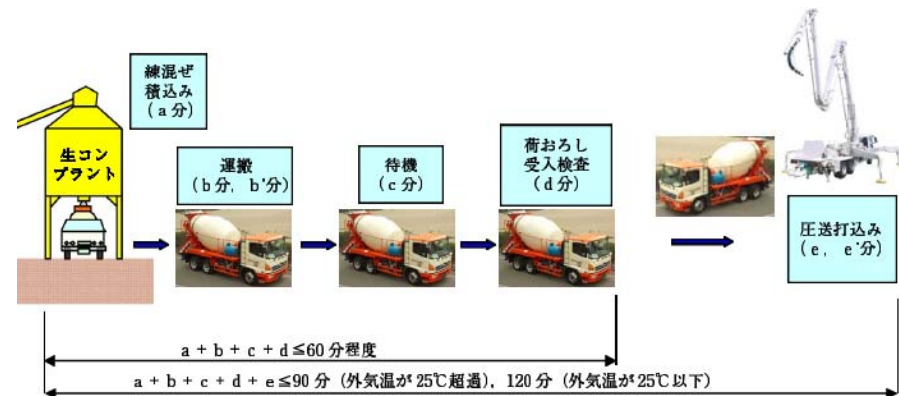 練混ぜ
積込み
(a分)
生コン
プラント
運搬
(b分, b'分)
待機
(c分)
荷おろし
受入検査
(d分)
圧送打込み
(e, e'分)
a+b+c+d≦60分程度
a+b+c+d+e≦90分(外気温が25℃超過), 120分(外気温が25℃以下)